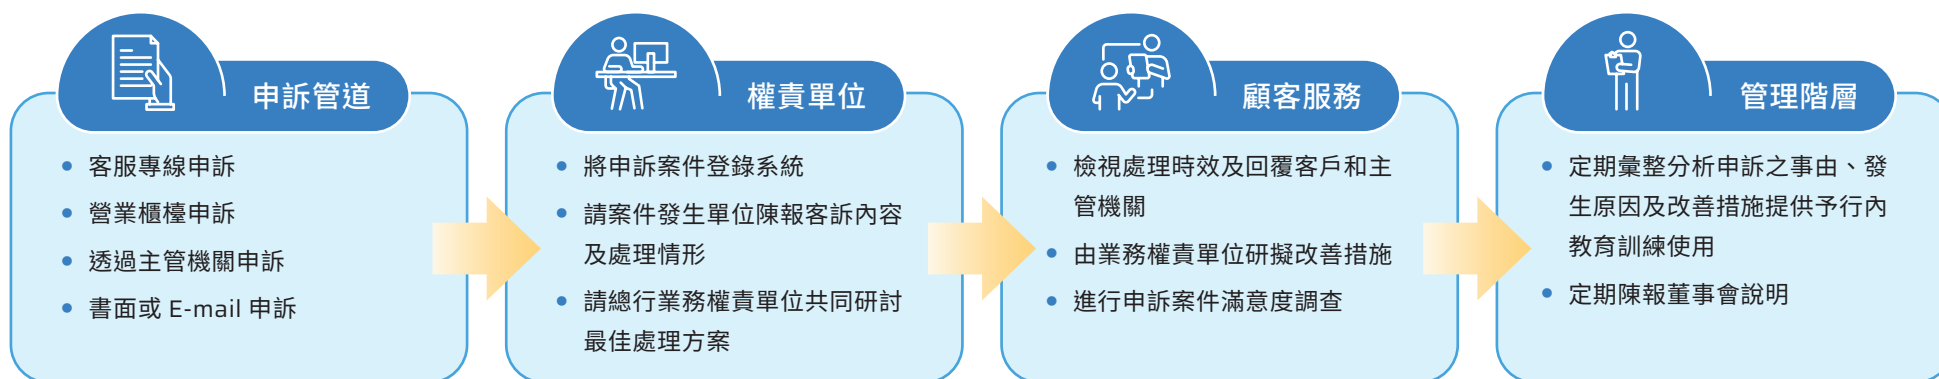 申訴管道
• 客服專線申訴
• 營業櫃檯申訴
• 透過主管機關申訴
• 書面或 E-mail 申訴
權責單位
• 將申訴案件登錄系統
• 請案件發生單位陳報客訴內容
及處理情形
• 請總行業務權責單位共同研討
最佳處理方案
顧客服務
• 檢視處理時效及回覆客戶和主
管機關
• 由業務權責單位研擬改善措施
• 進行申訴案件滿意度調查
管理階層
• 定期彙整分析申訴之事由、發
生原因及改善措施提供予行內
教育訓練使用
• 定期陳報董事會說明